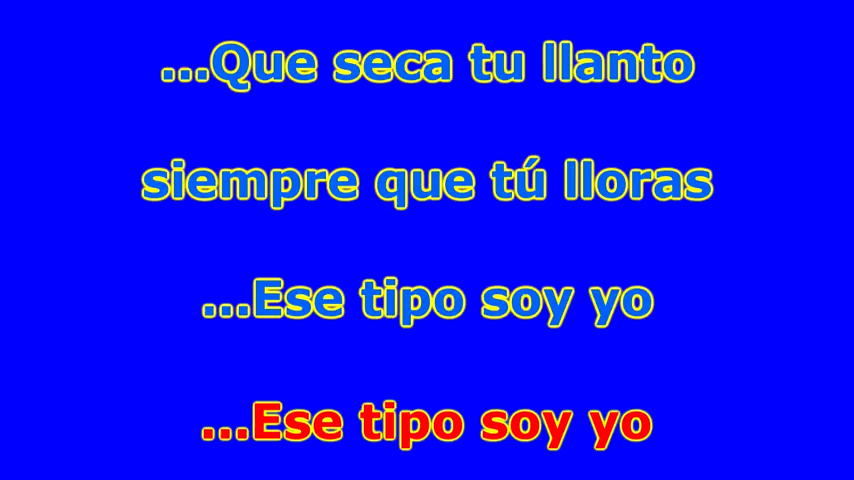 ...Que seca tu llanto
siempre que tú lloras
...Ese tipo soy yo
...Ese tipo soy yo